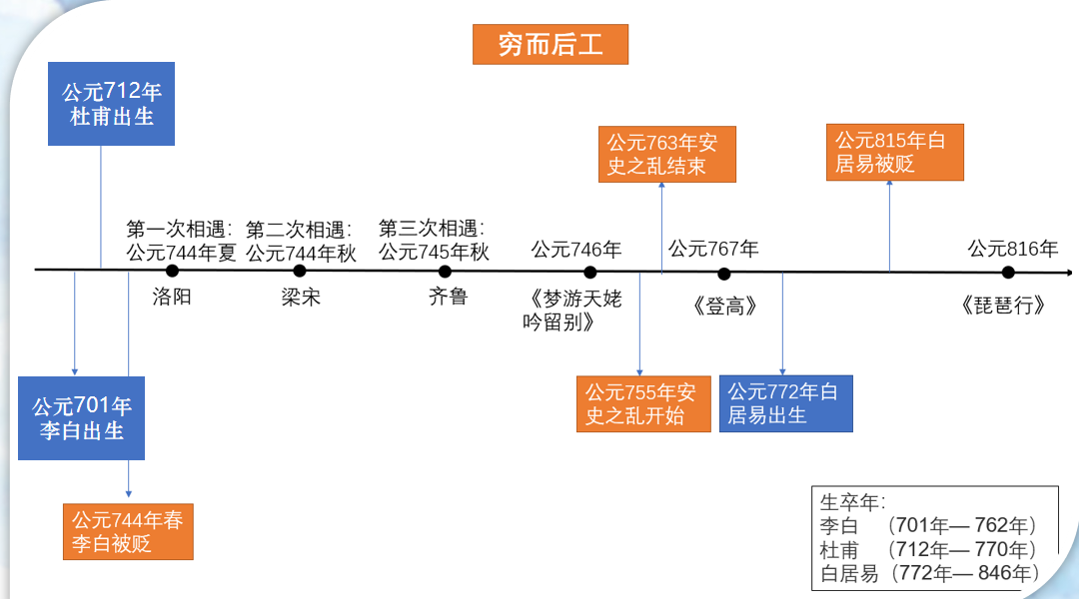 穷而后工
公元712年
杜甫出生
公元763年安
史之乱结束
公元815年白
居易被贬
第一次相遇：
公元744年夏
第二次相遇：
公元744年秋
第三次相遇：
公元745年秋
公元746年
公元767年
公元816年
洛阳
梁宋
齐鲁
《梦游天姥
吟留别》
《登高》
《琵琶行》
公元701年
李白出生
公元755年安
史之乱开始
公元772年白
居易出生
公元744年春
李白被贬
生卒年：
李白 （701年— 762年）
杜甫 （712年— 770年）
白居易（772年— 846年）